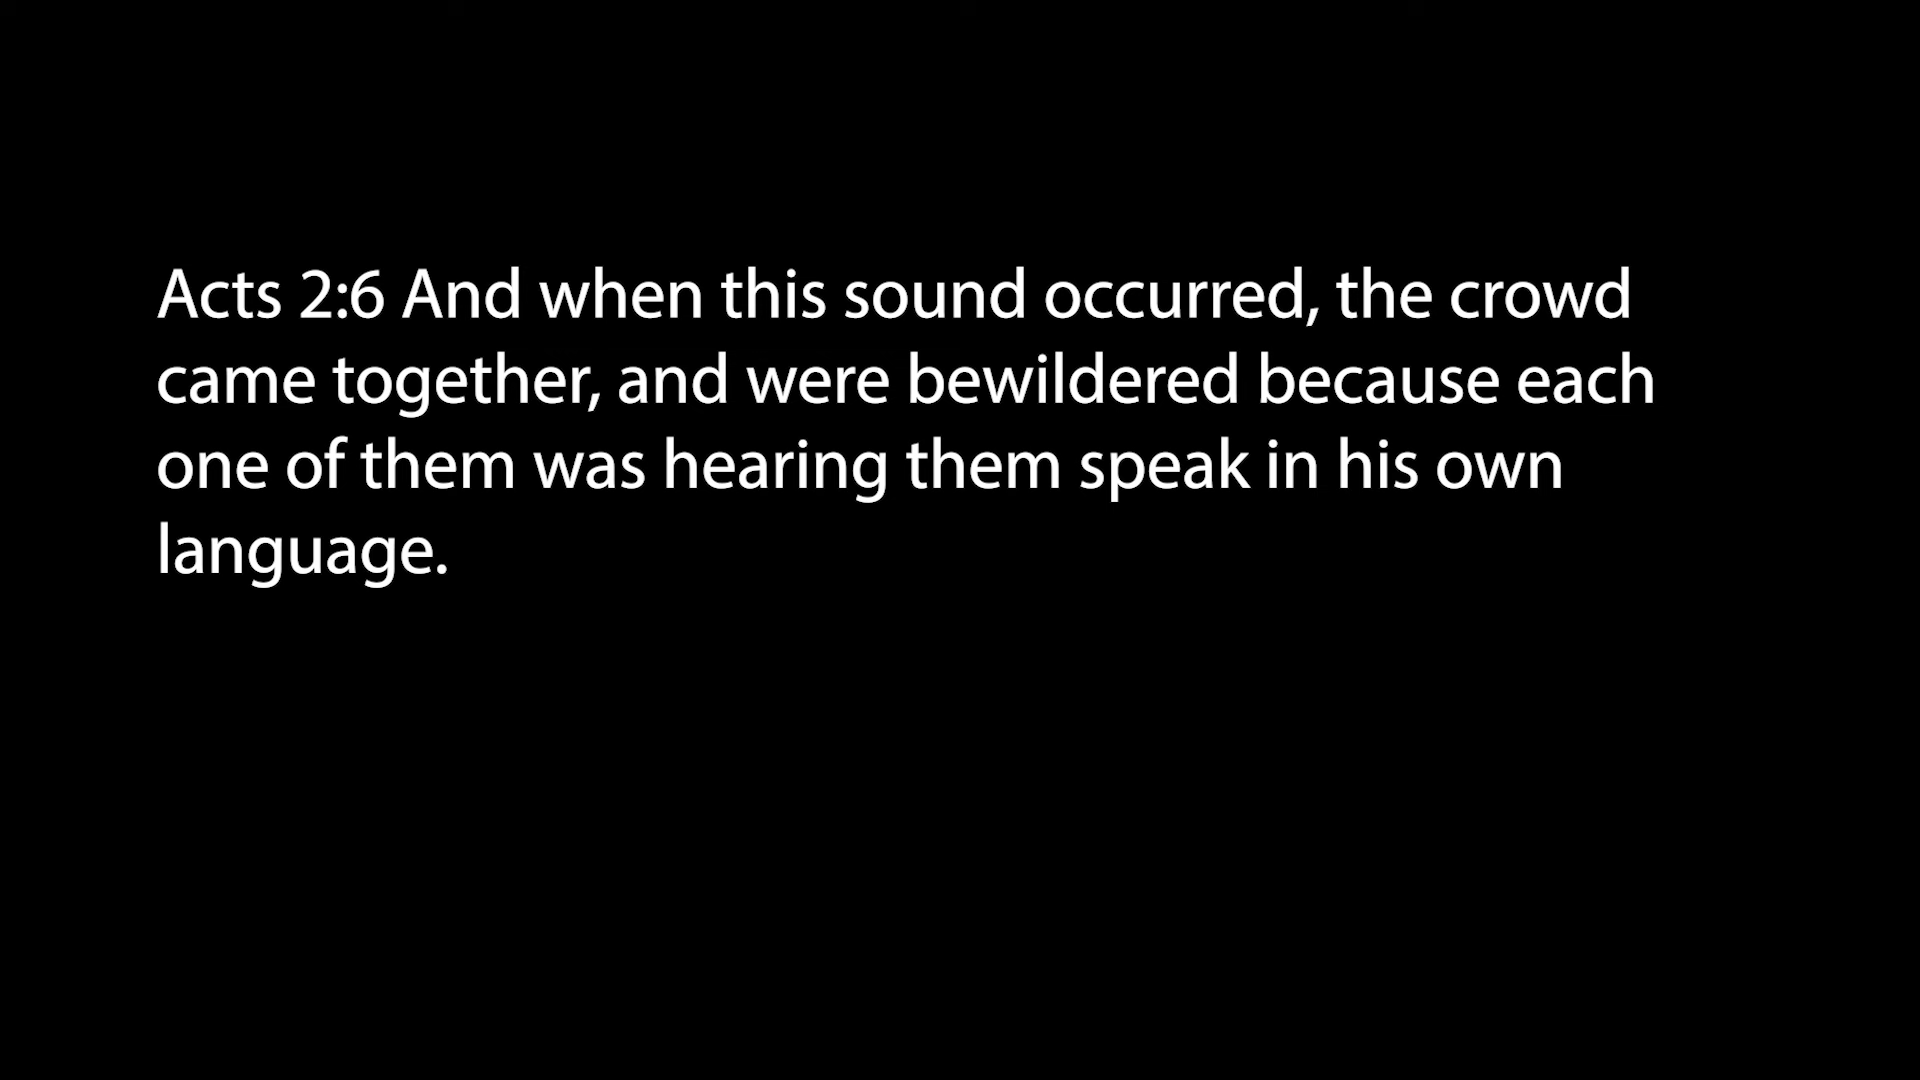 Acts 2:6 And when this sound occurred, the crowd
came together, and were bewildered because each
one of them was hearing them speak in his own
language.